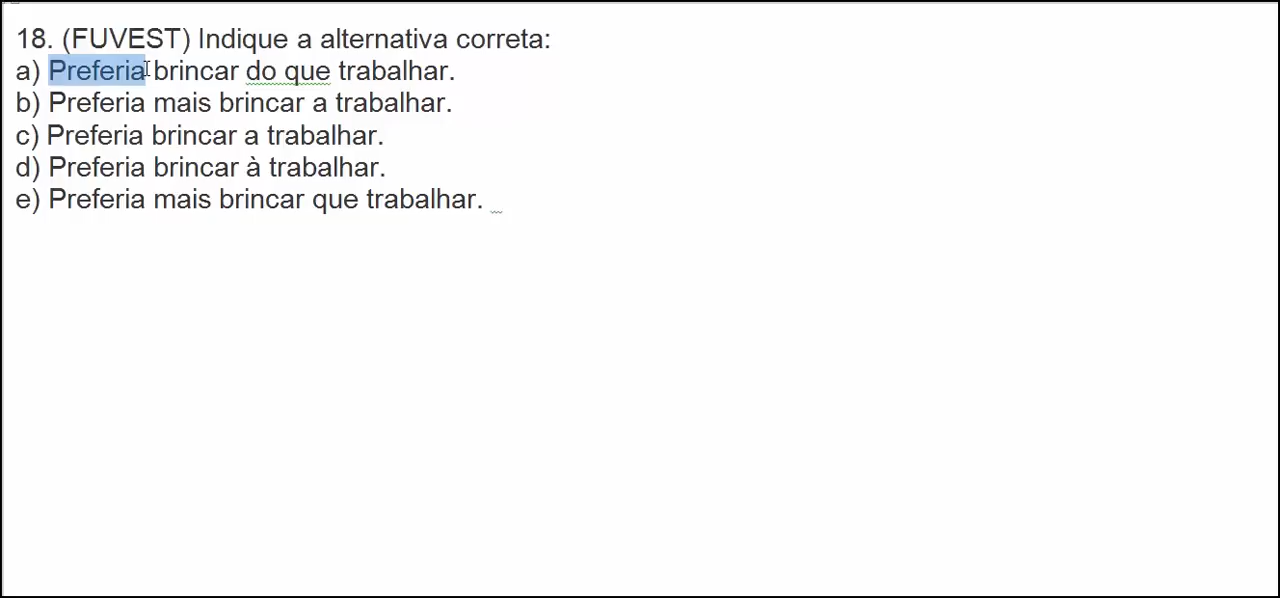 18. (FUVEST) Indique a alternativa correta:
a) Preferia brincar do que trabalhar.
b) Preferia mais brincar a trabalhar.
c) Preferia brincar a trabalhar.
d) Preferia brincar à trabalhar.
e) Preferia mais brincar que trabalhar.